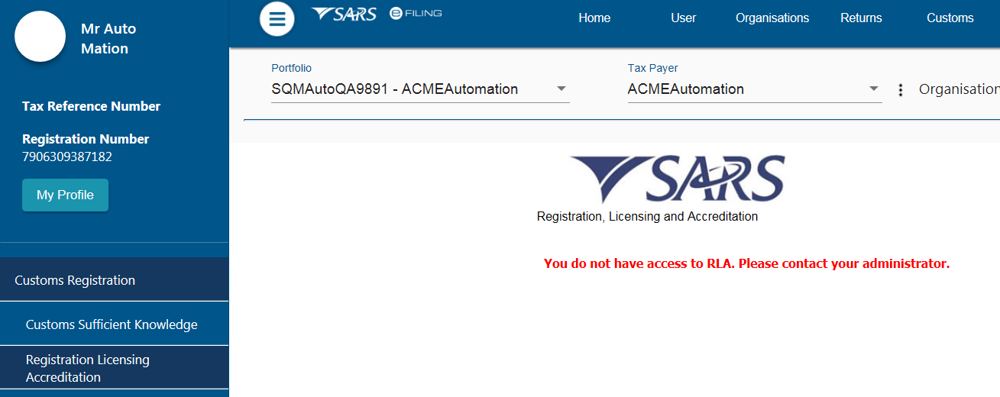 Mr Auto
Mation
Tax Reference Number
Registration Number
7906309387182
My Profile
Customs Registration
Customs Sufficient Knowledge
Registration Licensing
Accreditation
SARS e FILING
Home User Organisations Returns Customs
Portfolio Tax Payer
SQMAutoQA9891 - ACMEAutomation ACMEAutomation Organisation
SARS
Registration, Licensing and Accreditation
You do not have access to RLA. Please contact your administrator.